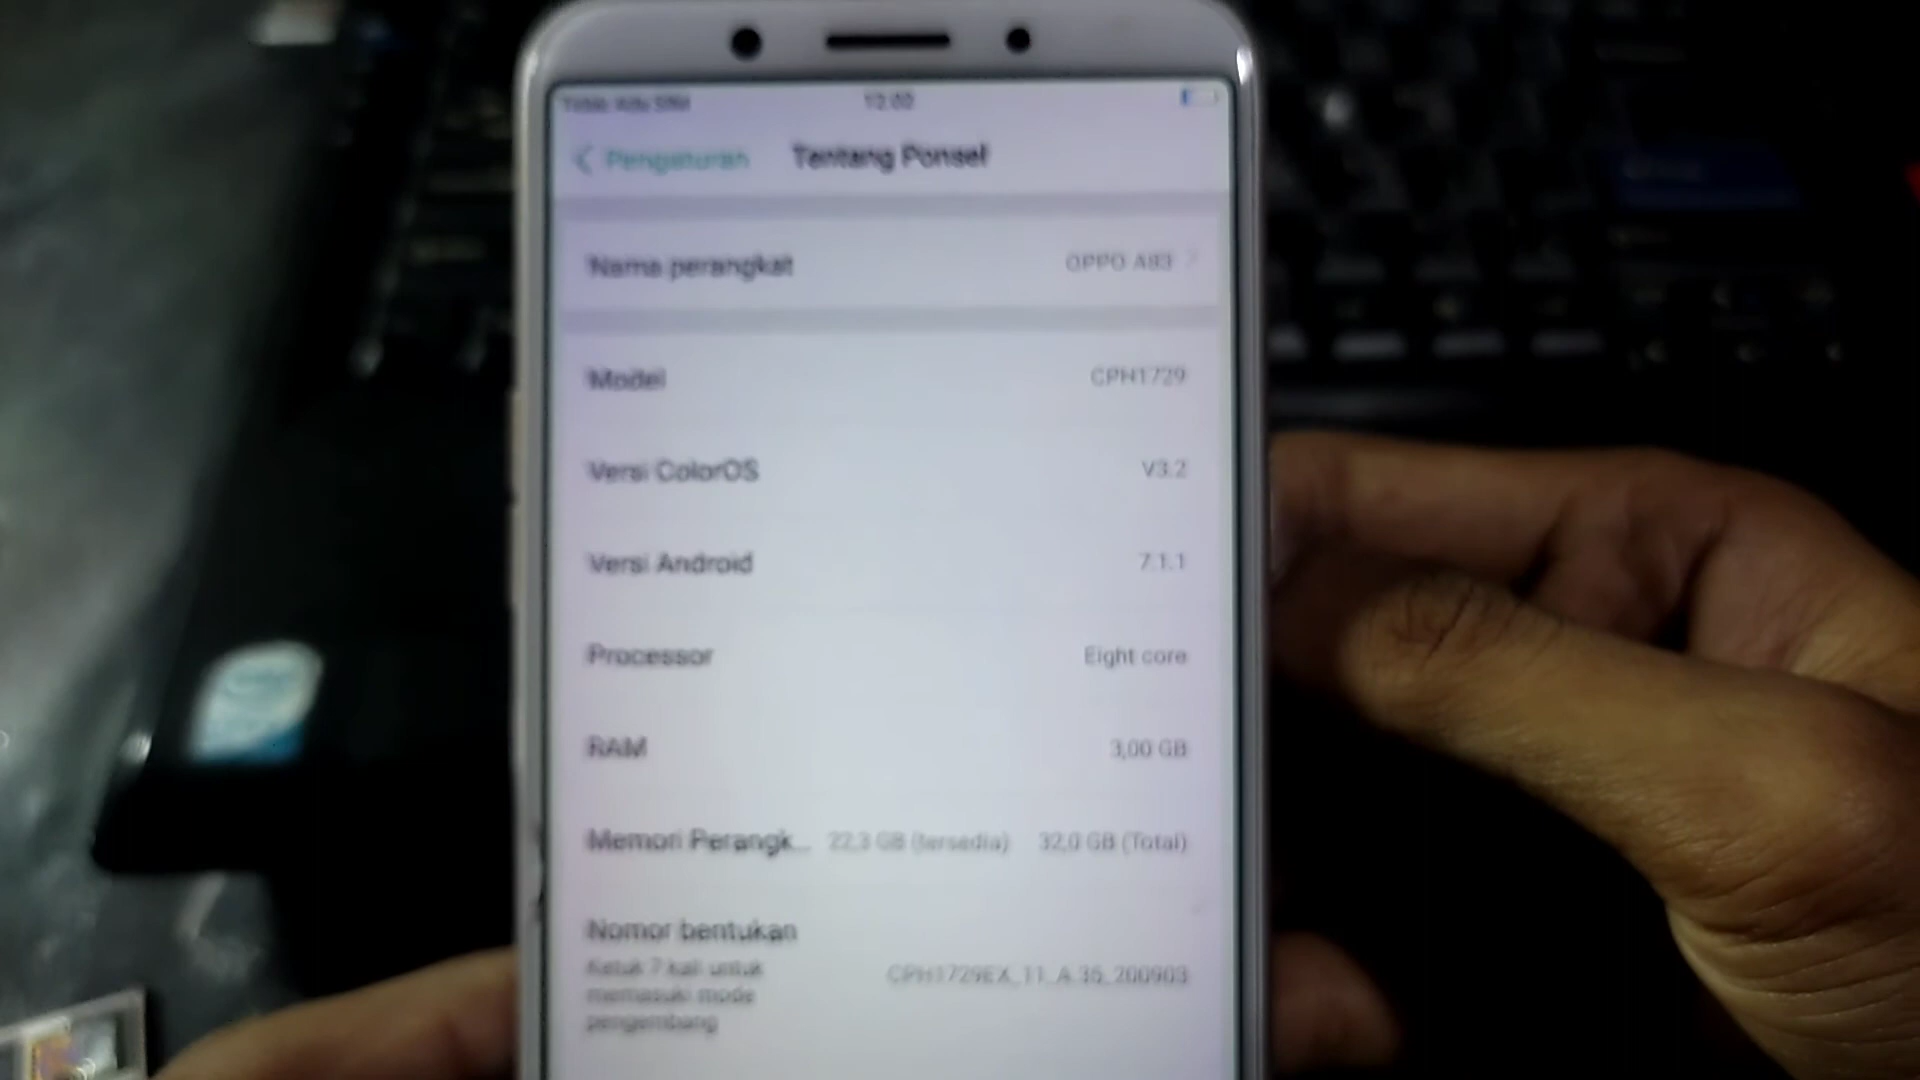 Tidak Ada SIM 12:00
Pengaturan Tentang Ponsel
Nama perangkat OPPO A83
Model CPH1729
Versi ColorOS V3.2
Versi Android 7.1.1
Processor Eight core
RAM 3,00 GB
Memori Perangk... 22,3 GB (tersedia) 32,0 GB (Total)
Nomor bentukan
Ketuk 7 kali untuk
memasuki mode
pengembang
CPH1729EX_11_A.35_200903